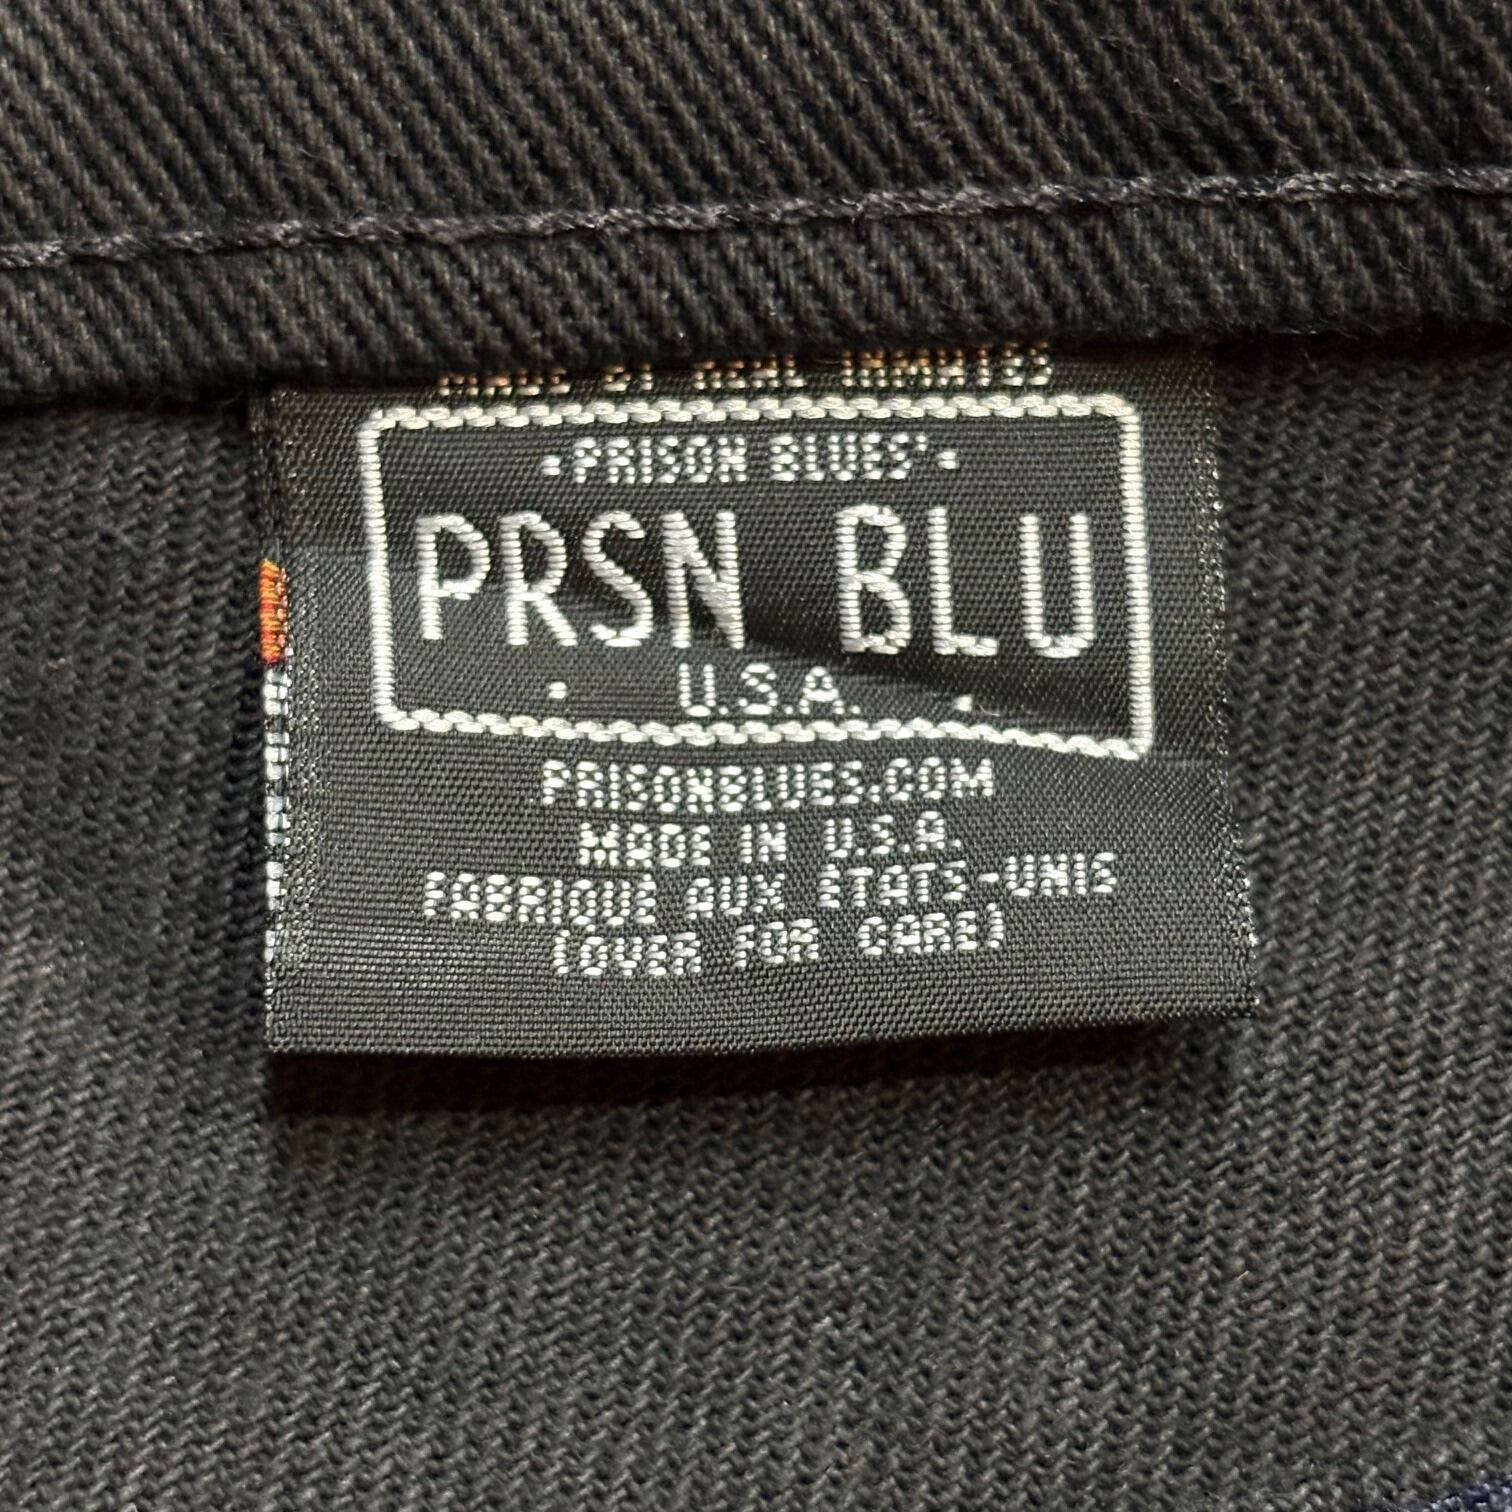 MADE BY REAL INMATES
•PRISON BLUES'•
PRSN BLU
• U.S.A. •
PRISONBLUES.COM
MADE IN U.S.A.
FABRIQUÉ AUX ÉTATS-UNIS
(OVER FOR CARE)